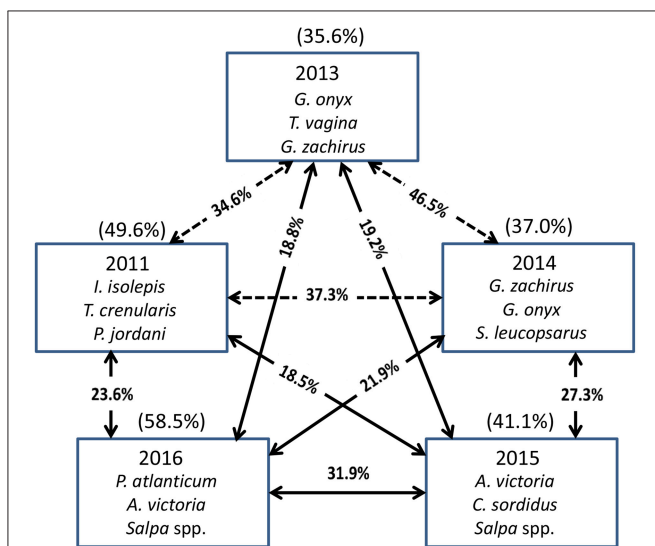 (35.6%)
2013
G. onyx
T. vagina
G. zachirus
34.6%
46.5%
18.8%
19.2%
(49.6%)
2011
I. isolepis
T. crenularis
P. jordani
37.3%
(37.0%)
2014
G. zachirus
G. onyx
S. leucopsarus
23.6%
18.5%
21.9%
27.3%
(58.5%)
2016
P. atlanticum
A. victoria
Salpa spp.
31.9%
(41.1%)
2015
A. victoria
C. sordidus
Salpa spp.